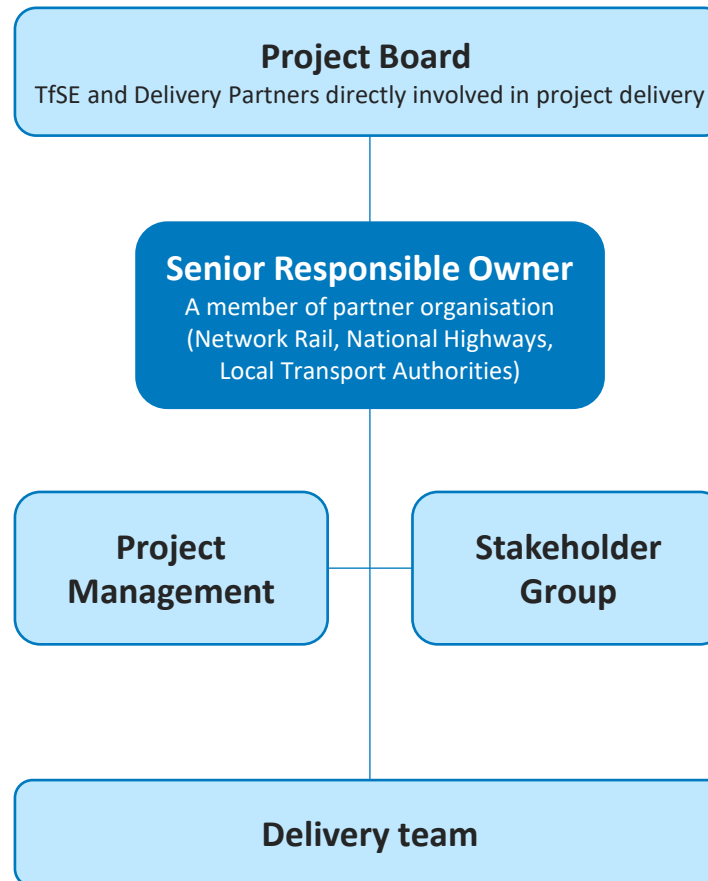 Project Board
TfSE and Delivery Partners directly involved in project delivery
Senior Responsible Owner
A member of partner organisation
(Network Rail, National Highways,
Local Transport Authorities)
Project
Management
Stakeholder
Group
Delivery team